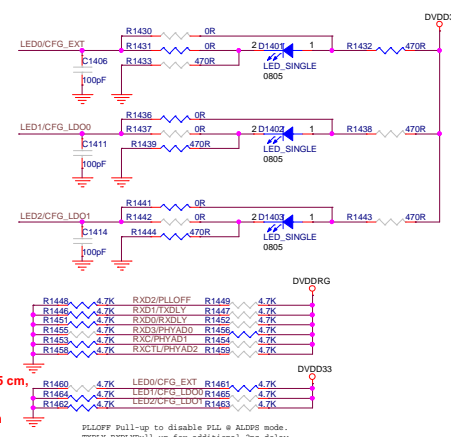 DVDD3
R1430 0R
LED0/CFG_EXT R1431 0R 2 D1401 1 R1432 470R
R1433 470R LED_SINGLE
C1406 0805
100pF
R1436 0R
LED1/CFG_LDO0 R1437 0R 2 D1402 1 R1438 470R
R1439 470R LED_SINGLE
C1411 0805
100pF
R1441 0R
LED2/CFG_LDO1 R1442 0R 2 D1403 1 R1443 470R
R1444 470R LED_SINGLE
C1414 0805
100pF
DVDDRG
R1448 4.7K RXD2/PLLOFF R1449 4.7K
R1446 4.7K RXD1/TXDLY R1447 4.7K
R1451 4.7K RXD0/RXDLY R1452 4.7K
R1455 4.7K RXD3/PHYAD0 R1456 4.7K
R1453 4.7K RXC/PHYAD1 R1454 4.7K
R1458 4.7K RXCTL/PHYAD2 R1459 4.7K
5 cm,
DVDD33
R1460 4.7K LED0/CFG_EXT R1461 4.7K
R1464 4.7K LED1/CFG_LDO0 R1465 4.7K
R1462 4.7K LED2/CFG_LDO1 R1463 4.7K
PLLOFF Pull-up to disable PLL @ ALDPS mode.